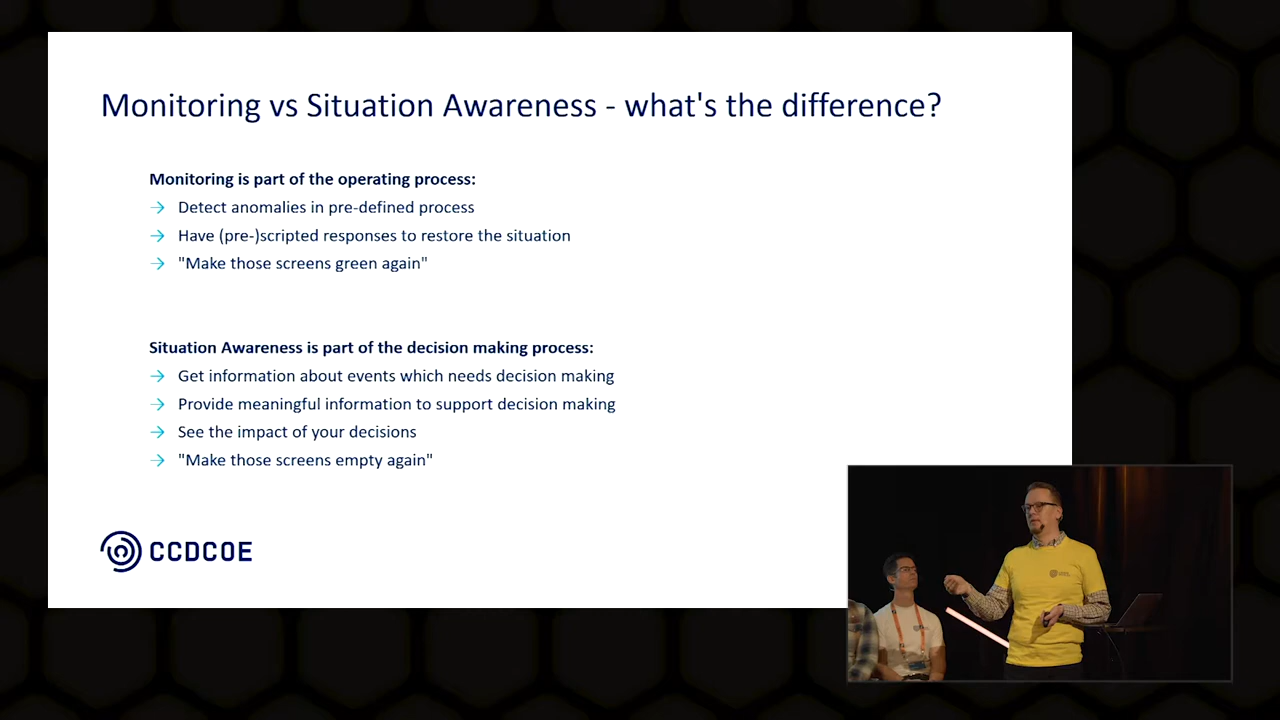 Monitoring vs Situation Awareness - what's the difference?
Monitoring is part of the operating process:
→ Detect anomalies in pre-defined process
→ Have (pre-)scripted responses to restore the situation
→ "Make those screens green again"
Situation Awareness is part of the decision making process:
→ Get information about events which needs decision making
→ Provide meaningful information to support decision making
→ See the impact of your decisions
→ "Make those screens empty again"
CCDCOE